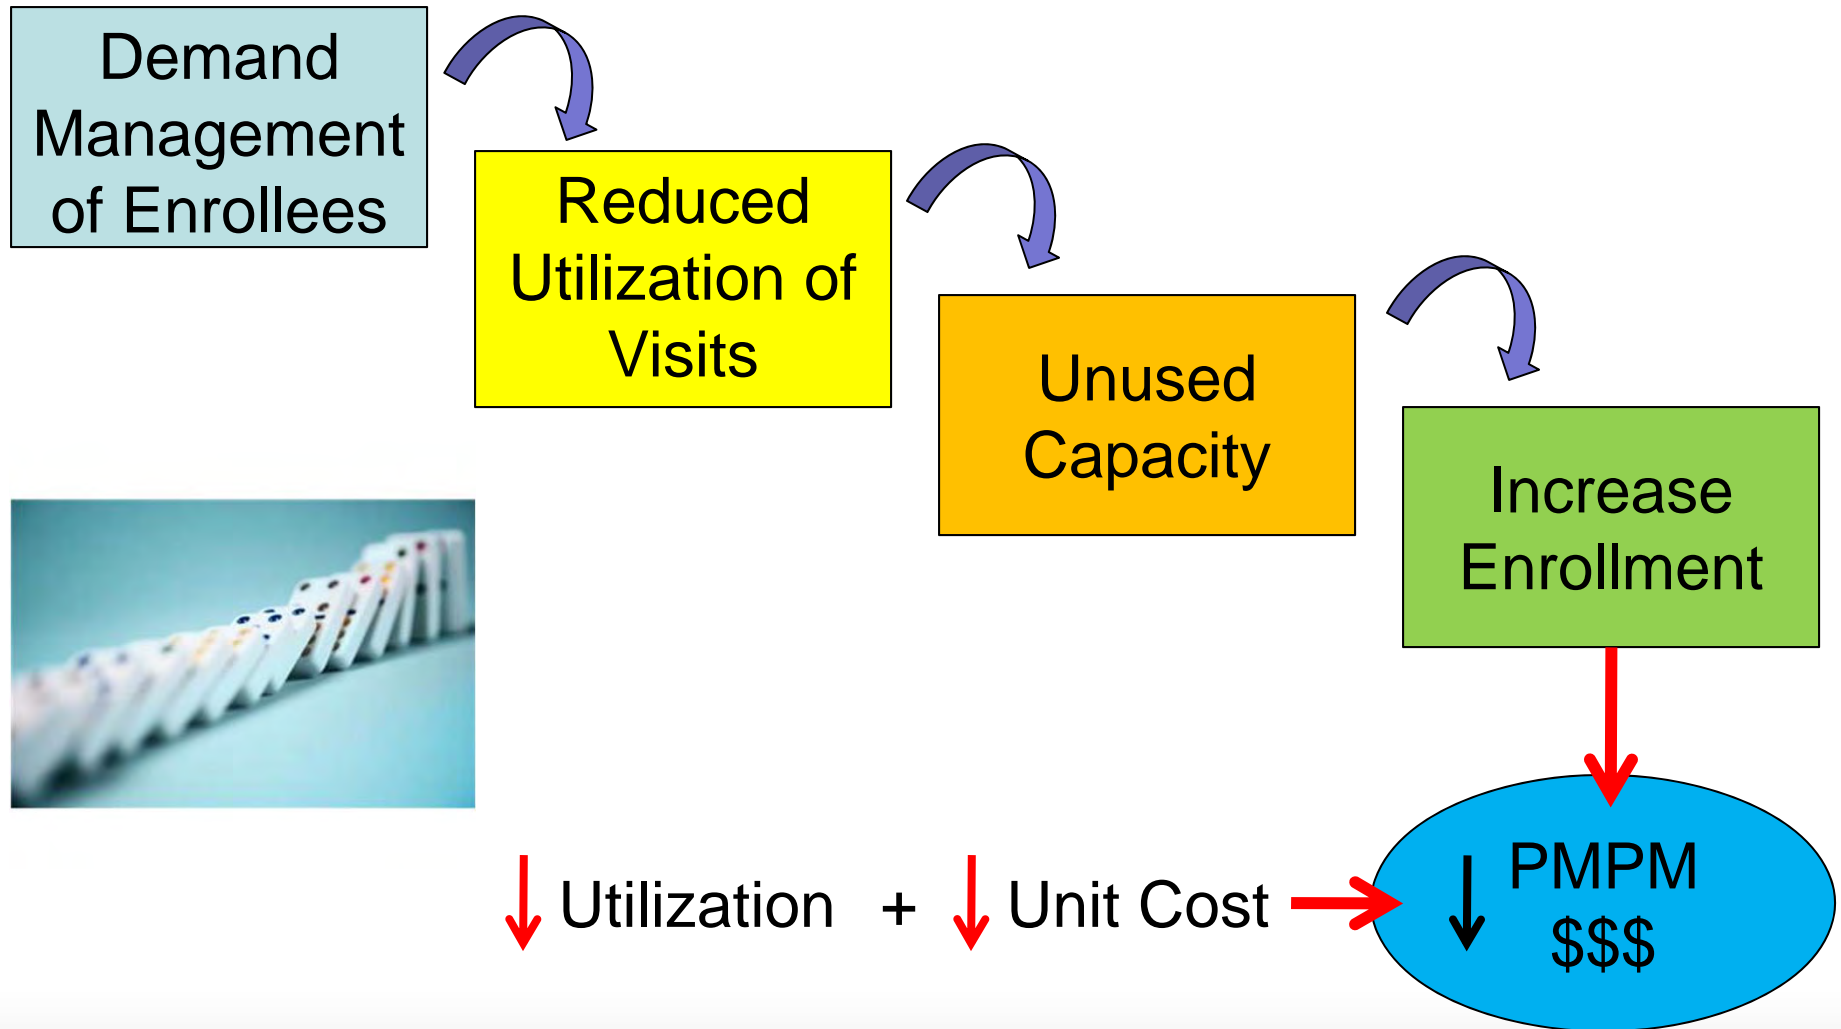 Demand
Management
of Enrollees
Reduced
Utilization of
Visits
Unused
Capacity
Increase
Enrollment
Utilization + Unit Cost
PMPM
$$$